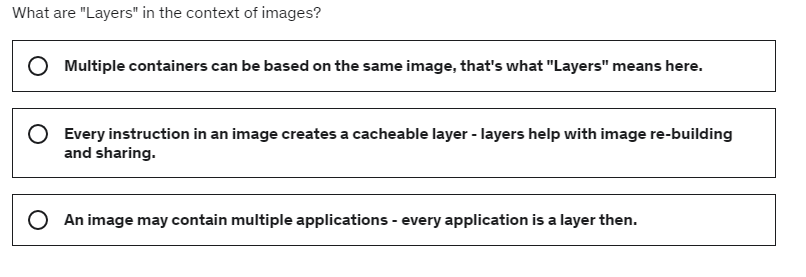 What are "Layers" in the context of images?
Multiple containers can be based on the same image, that's what "Layers" means here.
Every instruction in an image creates a cacheable layer - layers help with image re-building
and sharing.
An image may contain multiple applications - every application is a layer then.